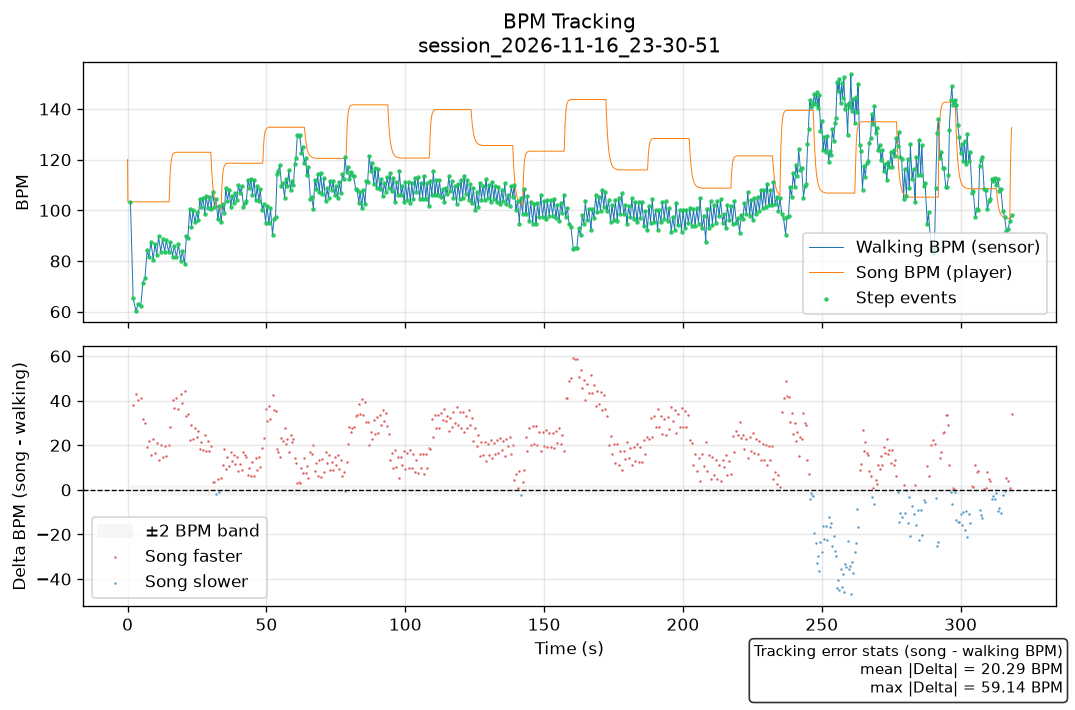 BPM Tracking
session_2026-11-16_23-30-51
BPM
140
120
100
80
60
Walking BPM (sensor)
Song BPM (player)
Step events
Delta BPM (song - walking)
60
40
20
0
−20
−40
±2 BPM band
Song faster
Song slower
0
50
100
150
200
250
300
Time (s)
Tracking error stats (song - walking BPM)
mean |Delta| = 20.29 BPM
max |Delta| = 59.14 BPM